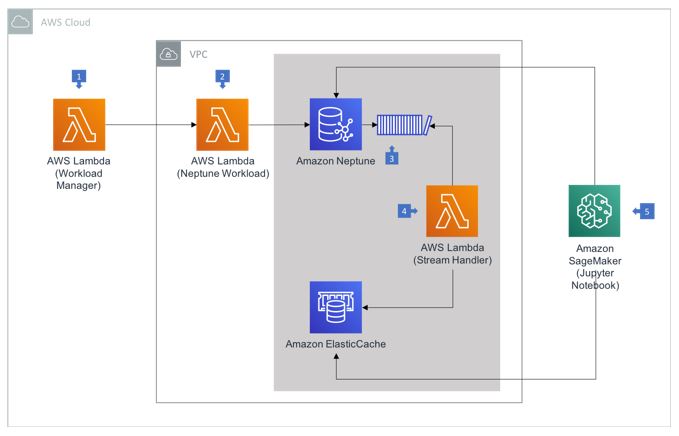 AWS Cloud
VPC
1
2
AWS Lambda
(Workload
Manager)
AWS Lambda
(Neptune Workload)
Amazon Neptune
3
4
AWS Lambda
(Stream Handler)
5
Amazon
SageMaker
(Jupyter
Notebook)
Amazon ElasticCache